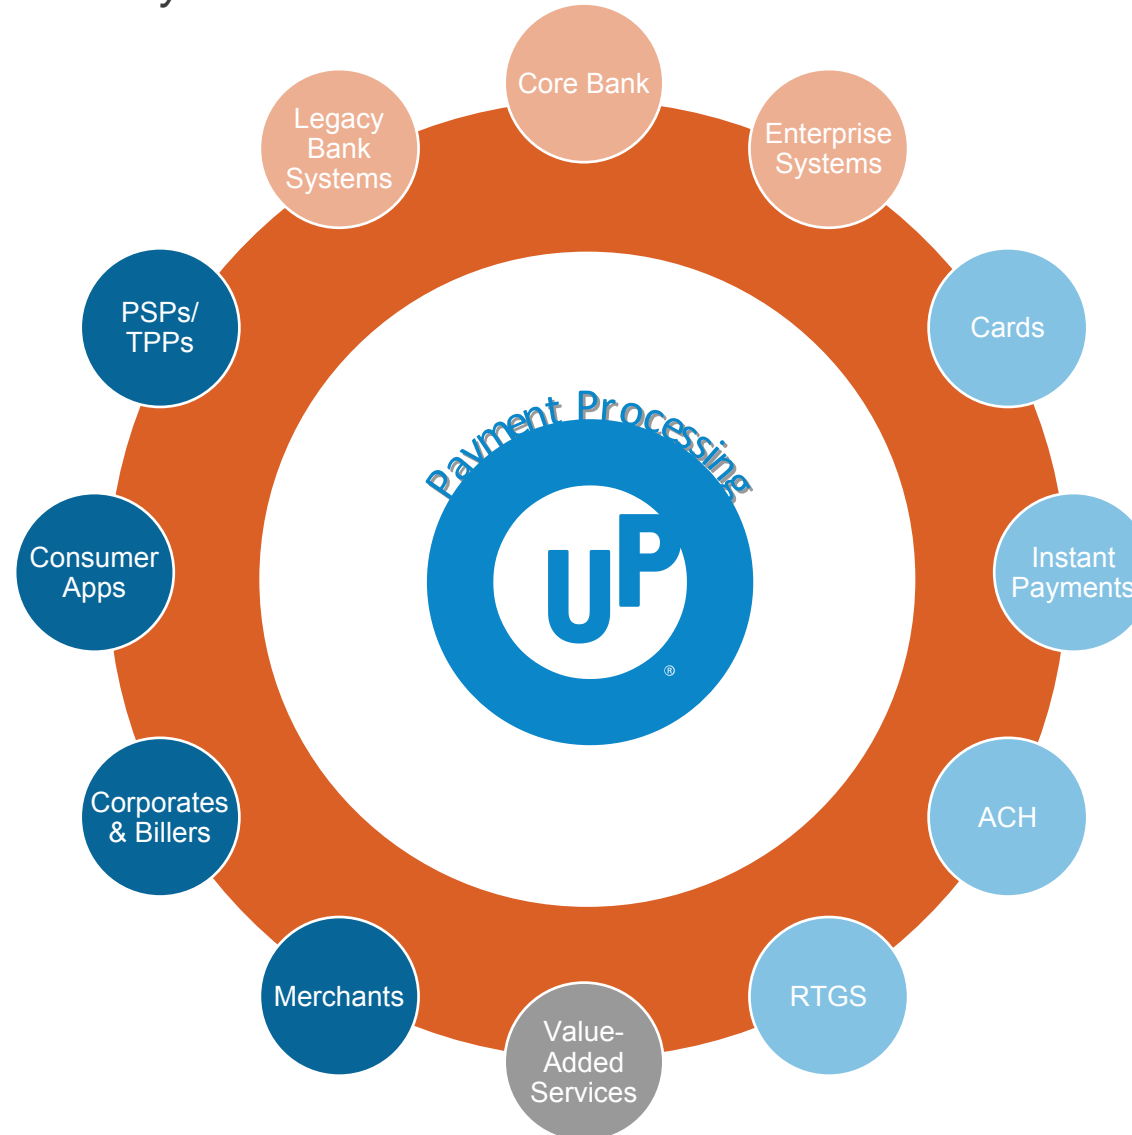 Core Bank
Legacy
Bank
Systems
Enterprise
Systems
PSPs/
TPPs
Cards
Payment Processing
UP
®
Consumer
Apps
Instant
Payments
Corporates
& Billers
ACH
Merchants
RTGS
Value-
Added
Services